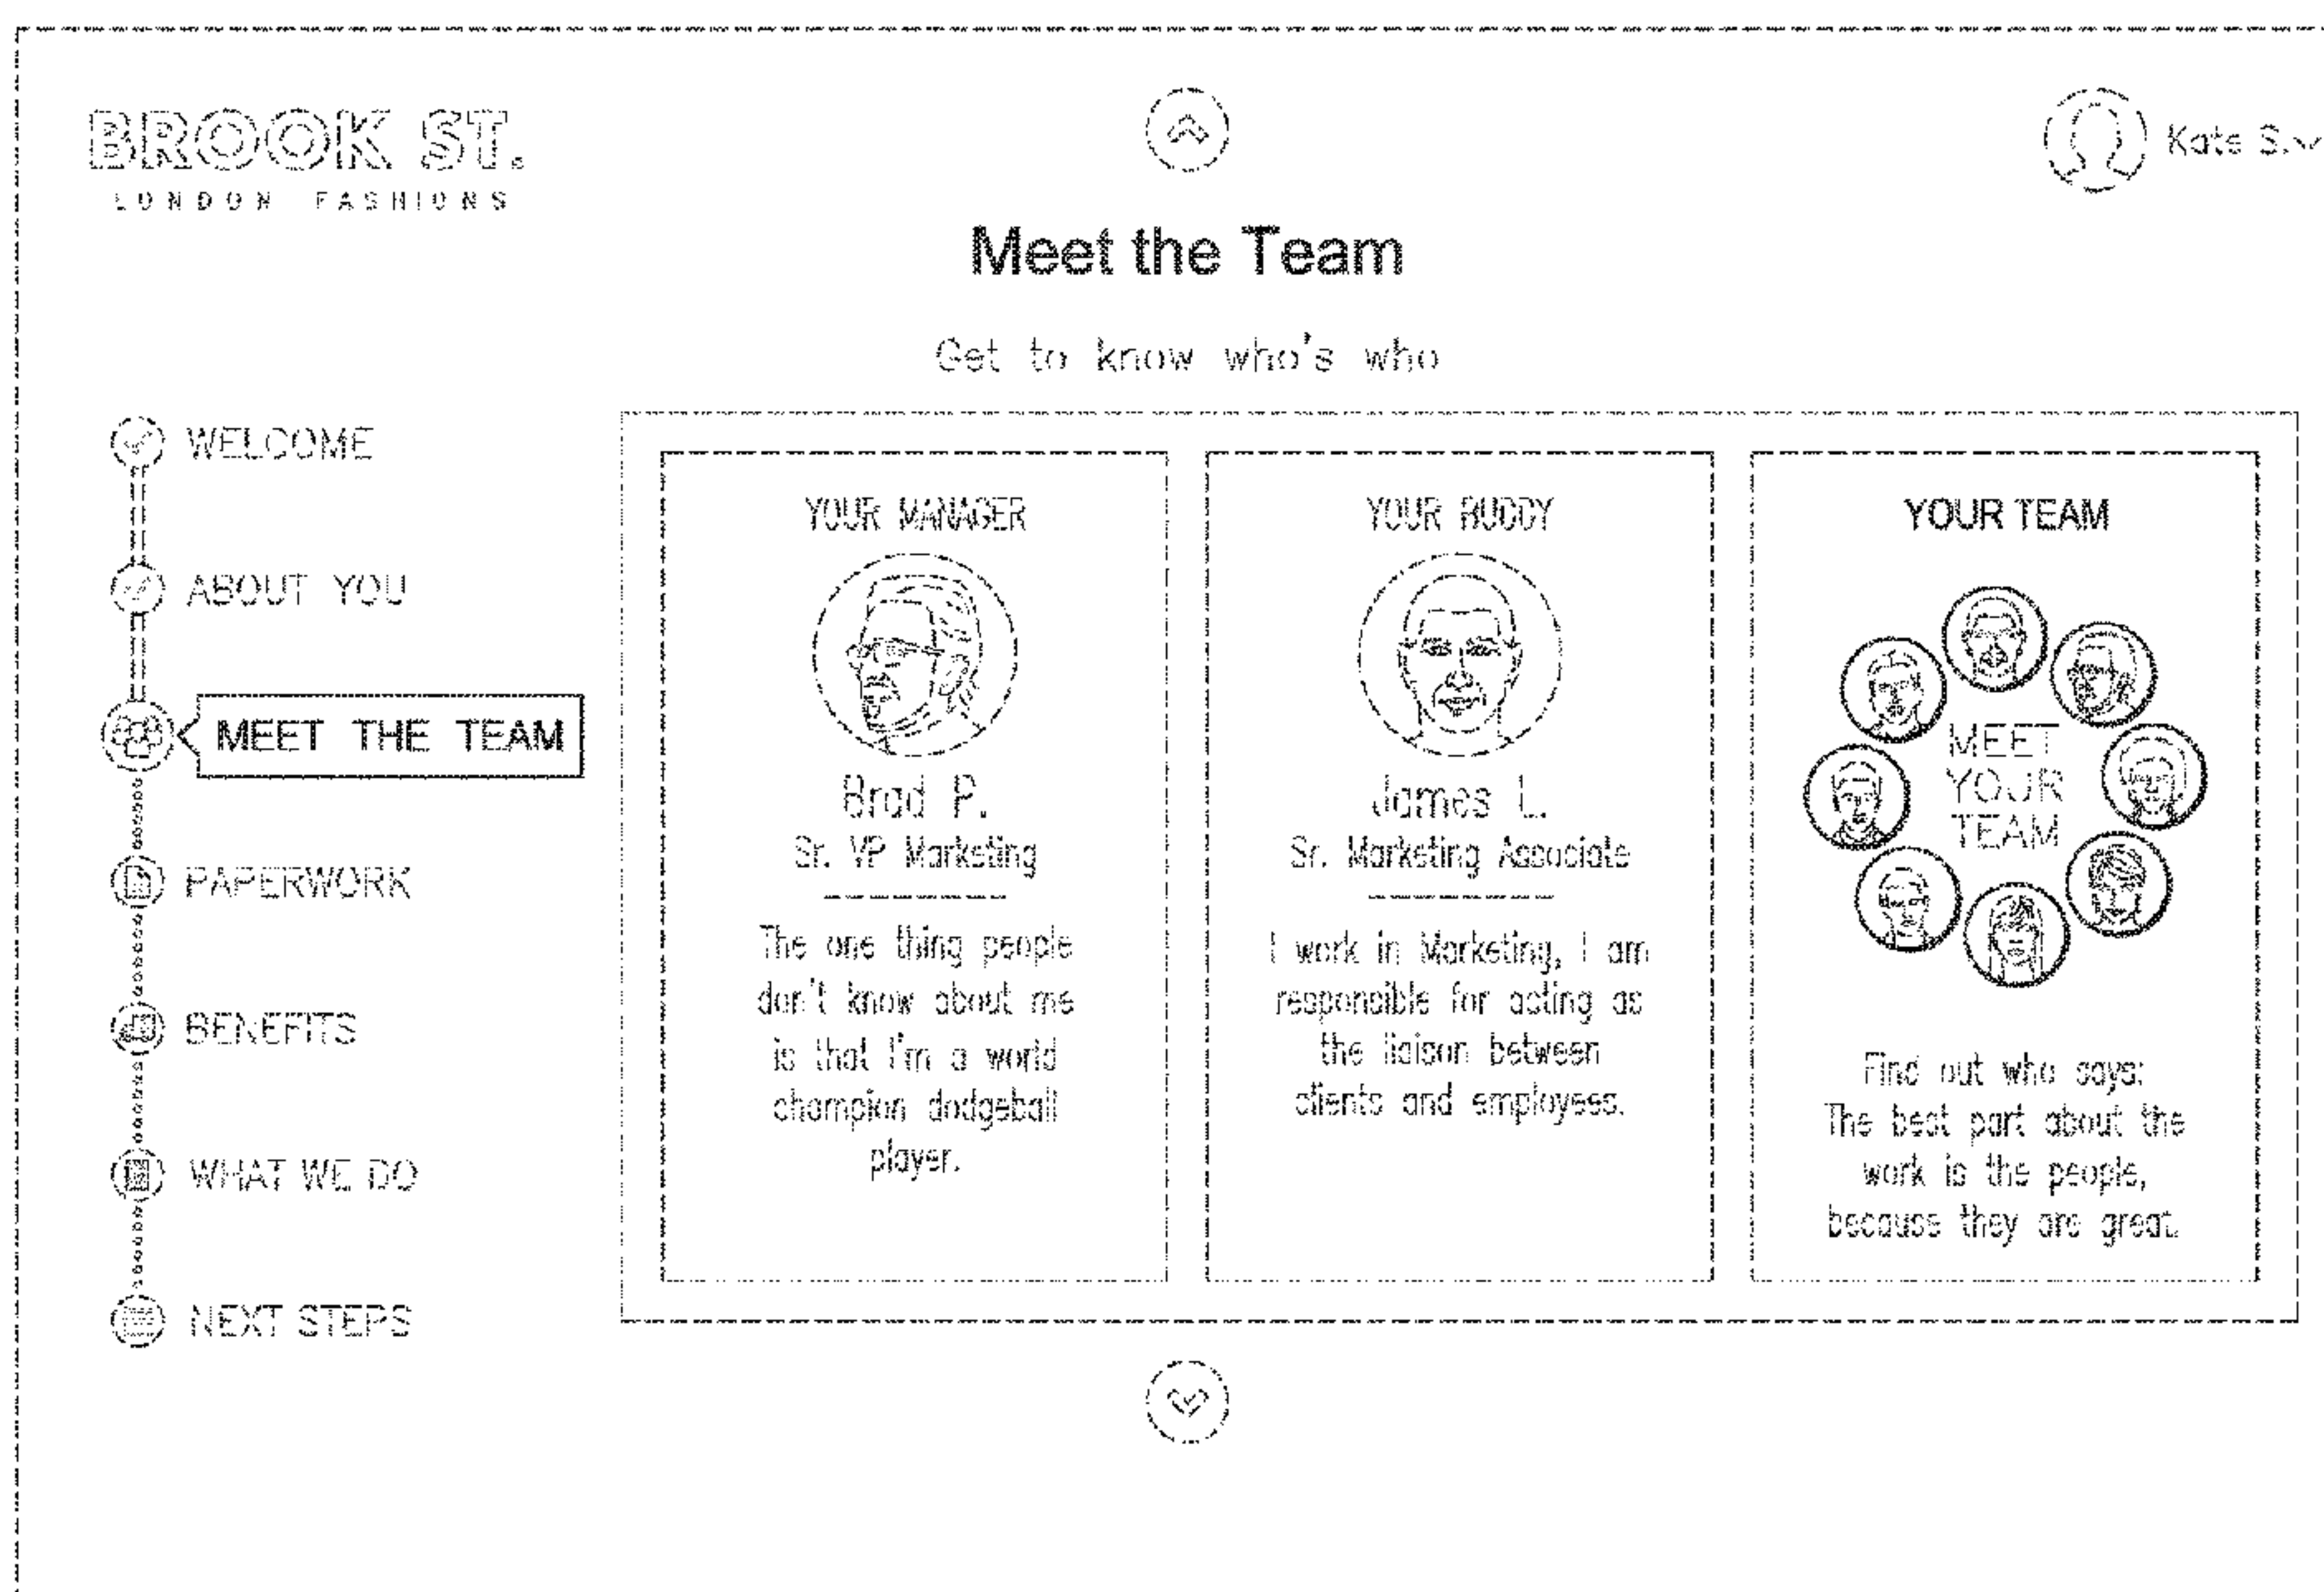 BROOK ST.
LONDON FASHIONS
Kate S.
Meet the Team
Get to know who's who
WELCOME
ABOUT YOU
MEET THE TEAM
PAPERWORK
BENEFITS
WHAT WE DO
NEXT STEPS
YOUR MANAGER
Brad P.
Sr. VP Marketing
The one thing people
don't know about me
is that I'm a world
champion dodgeball
player.
YOUR BUDDY
James L.
Sr. Marketing Associate
I work in Marketing, I am
responsible for acting as
the liaison between
clients and employees.
YOUR TEAM
MEET
YOUR
TEAM
Find out who says:
The best part about the
work is the people,
because they are great.